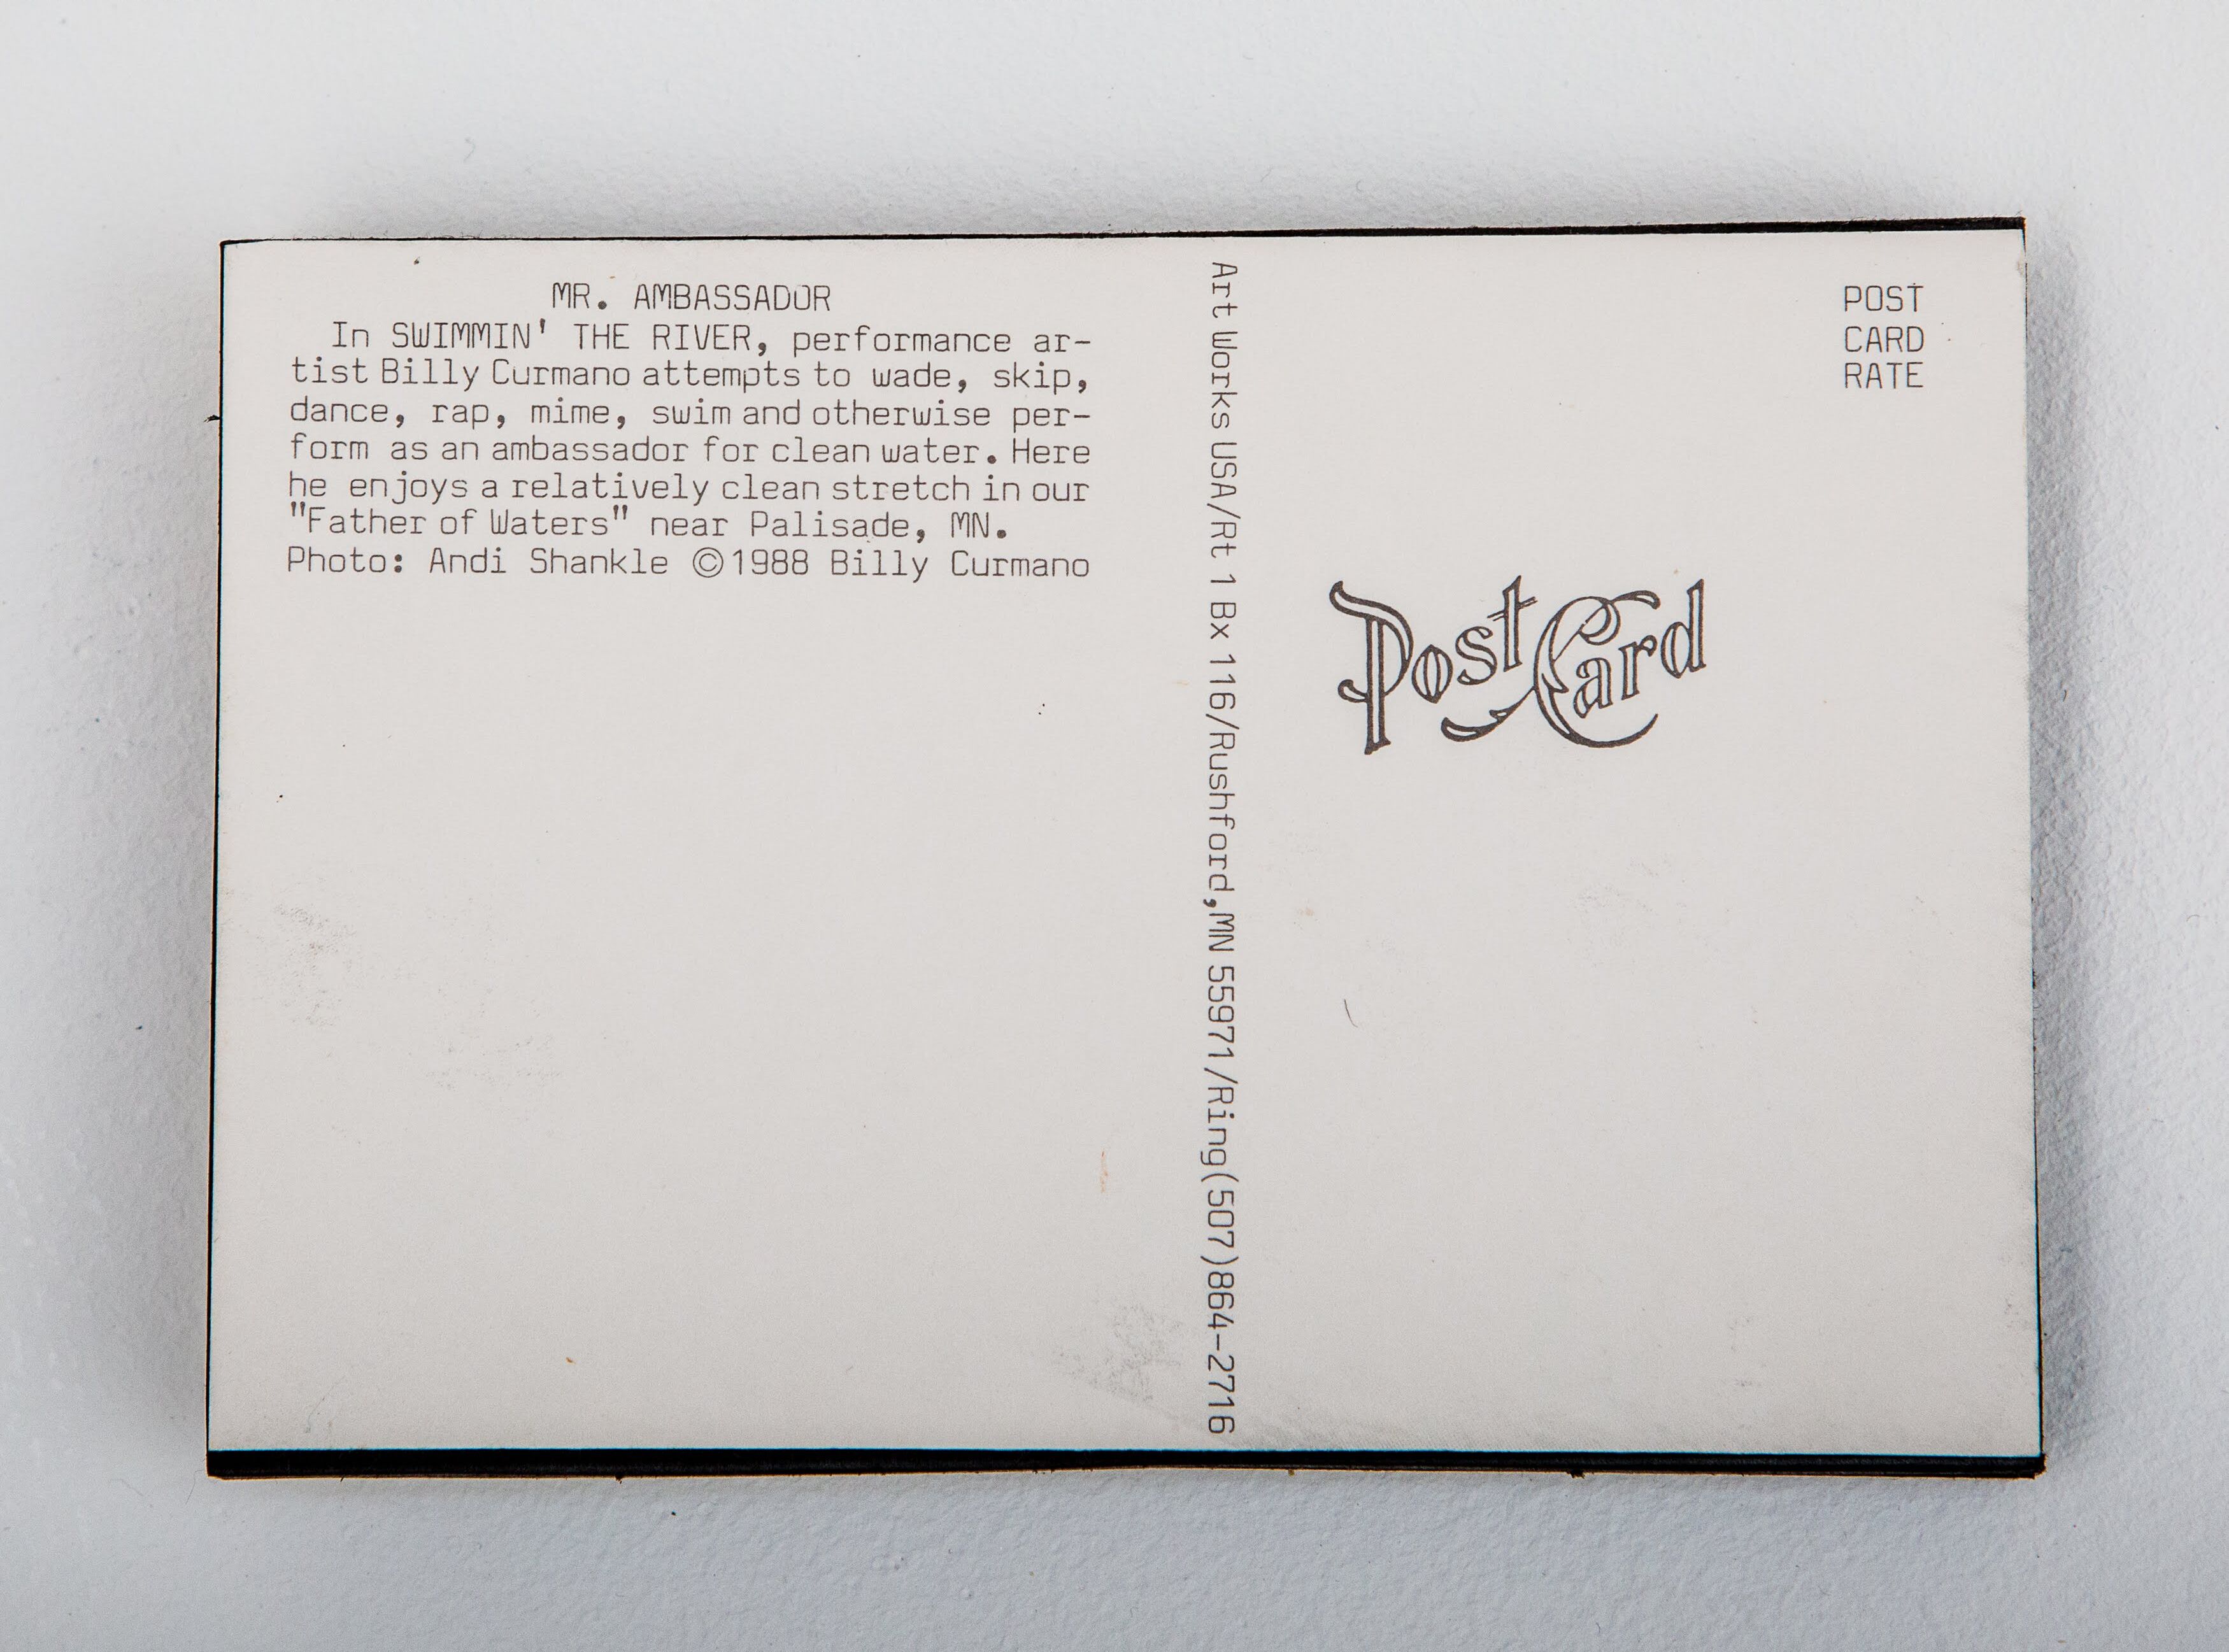 MR. AMBASSADOR
In SWIMMIN' THE RIVER, performance ar-
tist Billy Curmano attempts to wade, skip,
dance, rap, mime, swim and otherwise per-
form as an ambassador for clean water. Here
he enjoys a relatively clean stretch in our
"Father of Waters" near Palisade, MN.
Photo: Andi Shankle ©1988 Billy Curmano
Art Works USA/Rt 1 Bx 116/Rushford,MN 55971/Ring(507)864-2716
POST
CARD
RATE
Post Card